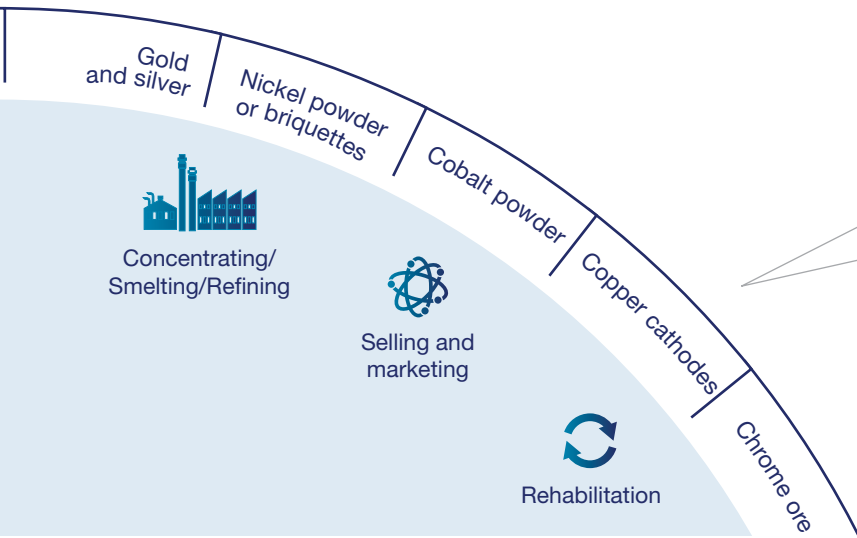 Gold
and silver
Nickel powder
or briquettes
Cobalt powder
Copper cathodes
Chrome ore
Concentrating/
Smelting/Refining
Selling and
marketing
Rehabilitation